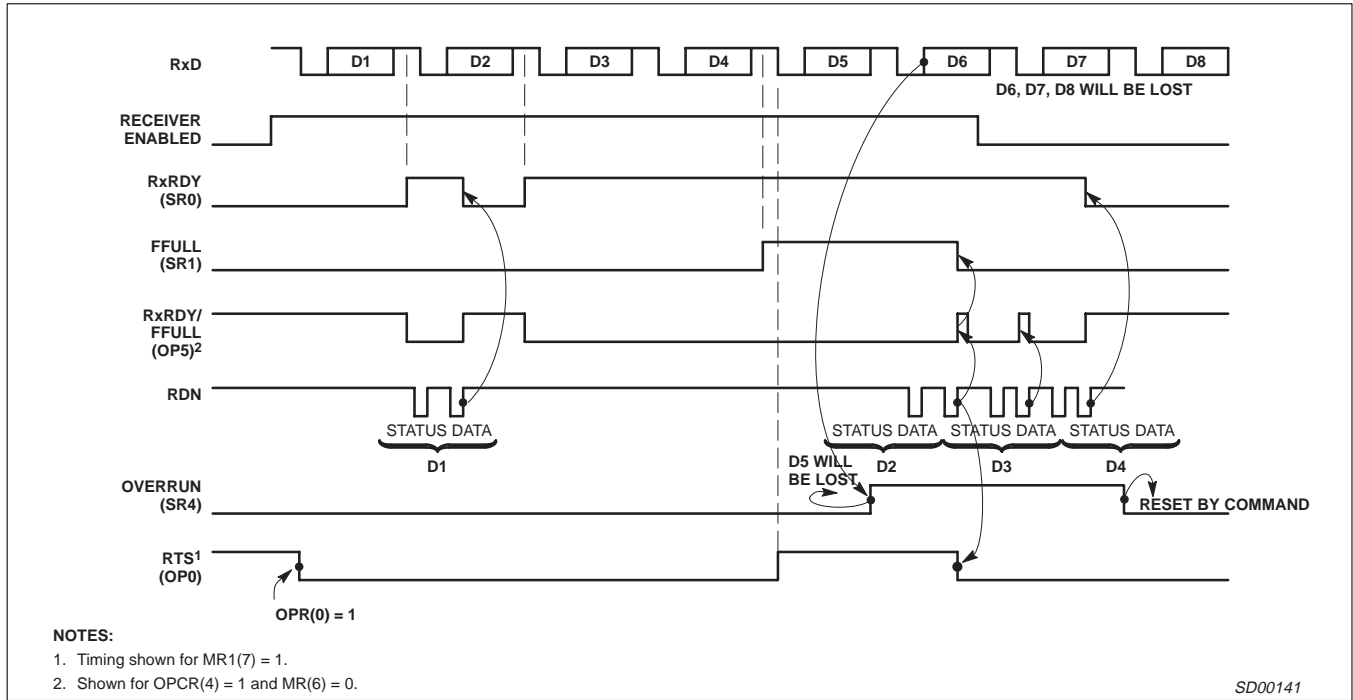 RxD
D1 D2 D3 D4 D5 D6 D7 D8
D6, D7, D8 WILL BE LOST
RECEIVER
ENABLED
RxRDY
(SR0)
FFULL
(SR1)
RxRDY/
FFULL
(OP5)2
RDN
STATUS DATA STATUS DATA STATUS DATA STATUS DATA
D1 D2 D3 D4
D5 WILL
BE LOST
OVERRUN
(SR4)
RESET BY COMMAND
RTS1
(OP0)
OPR(0) = 1
NOTES:
1. Timing shown for MR1(7) = 1.
2. Shown for OPCR(4) = 1 and MR(6) = 0.
SD00141